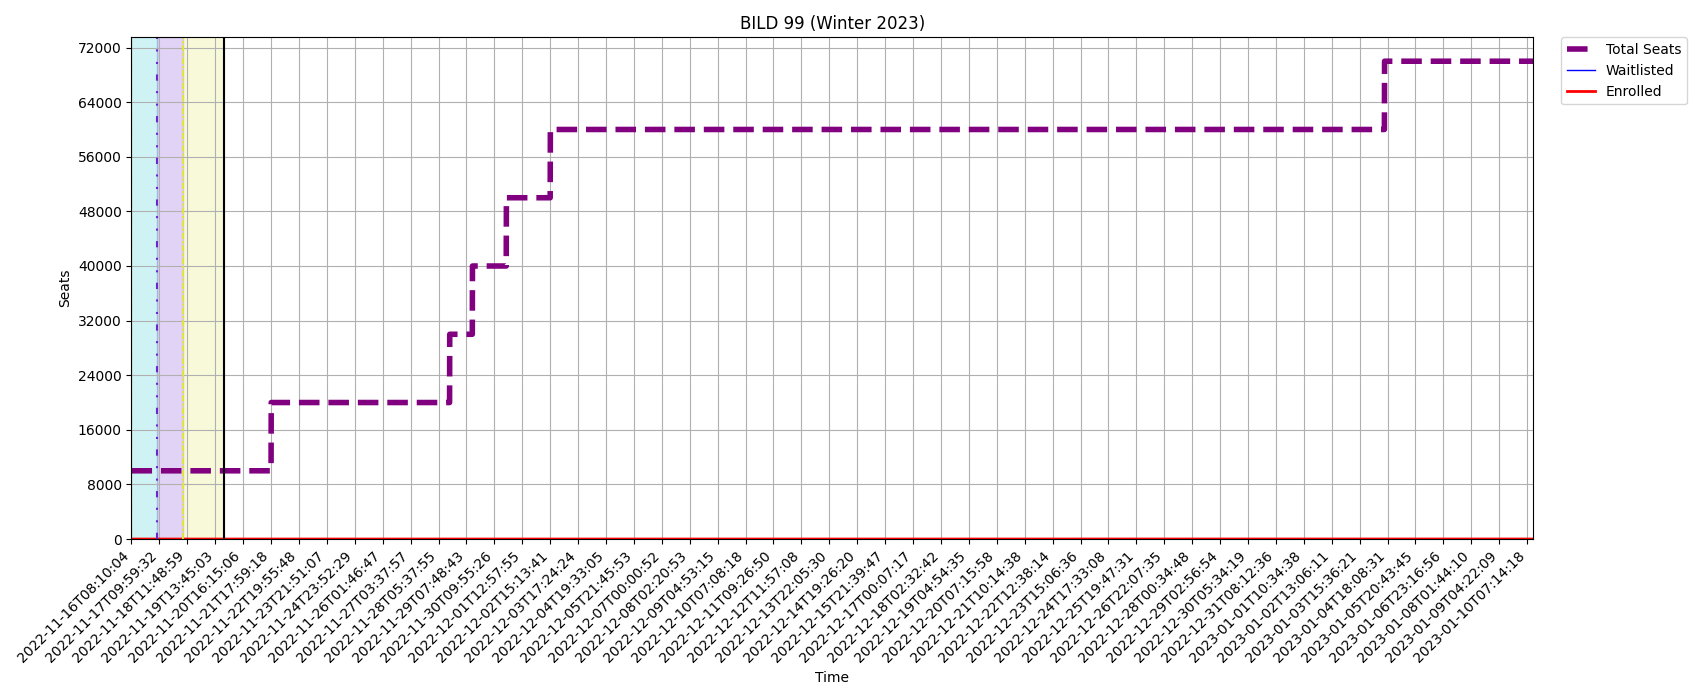 BILD 99 (Winter 2023)
Total Seats
Waitlisted
Enrolled
Seats
72000
64000
56000
48000
40000
32000
24000
16000
8000
0
2022-11-16T08:10:04
2022-11-17T09:59:32
2022-11-18T11:48:59
2022-11-19T13:45:03
2022-11-20T16:15:06
2022-11-21T17:59:18
2022-11-22T19:55:48
2022-11-23T21:51:07
2022-11-24T23:52:29
2022-11-26T01:46:47
2022-11-27T03:37:57
2022-11-28T05:37:55
2022-11-29T07:48:43
2022-11-30T09:55:26
2022-12-01T12:57:55
2022-12-02T15:13:41
2022-12-03T17:24:24
2022-12-04T19:33:05
2022-12-05T21:45:53
2022-12-07T00:00:52
2022-12-08T02:20:53
2022-12-09T04:53:15
2022-12-10T07:08:18
2022-12-11T09:26:50
2022-12-12T11:57:08
2022-12-13T22:05:30
2022-12-14T19:26:20
2022-12-15T21:39:47
2022-12-17T00:07:17
2022-12-18T02:32:42
2022-12-19T04:54:35
2022-12-20T07:15:58
2022-12-21T10:14:38
2022-12-22T12:38:14
2022-12-23T15:06:36
2022-12-24T17:33:08
2022-12-25T19:47:31
2022-12-26T22:07:35
2022-12-28T00:34:48
2022-12-29T02:56:54
2022-12-30T05:34:19
2022-12-31T08:12:36
2023-01-01T10:34:38
2023-01-02T13:06:11
2023-01-03T15:36:21
2023-01-04T18:08:31
2023-01-05T20:43:45
2023-01-06T23:16:56
2023-01-08T01:44:10
2023-01-09T04:22:09
2023-01-10T07:14:18
Time